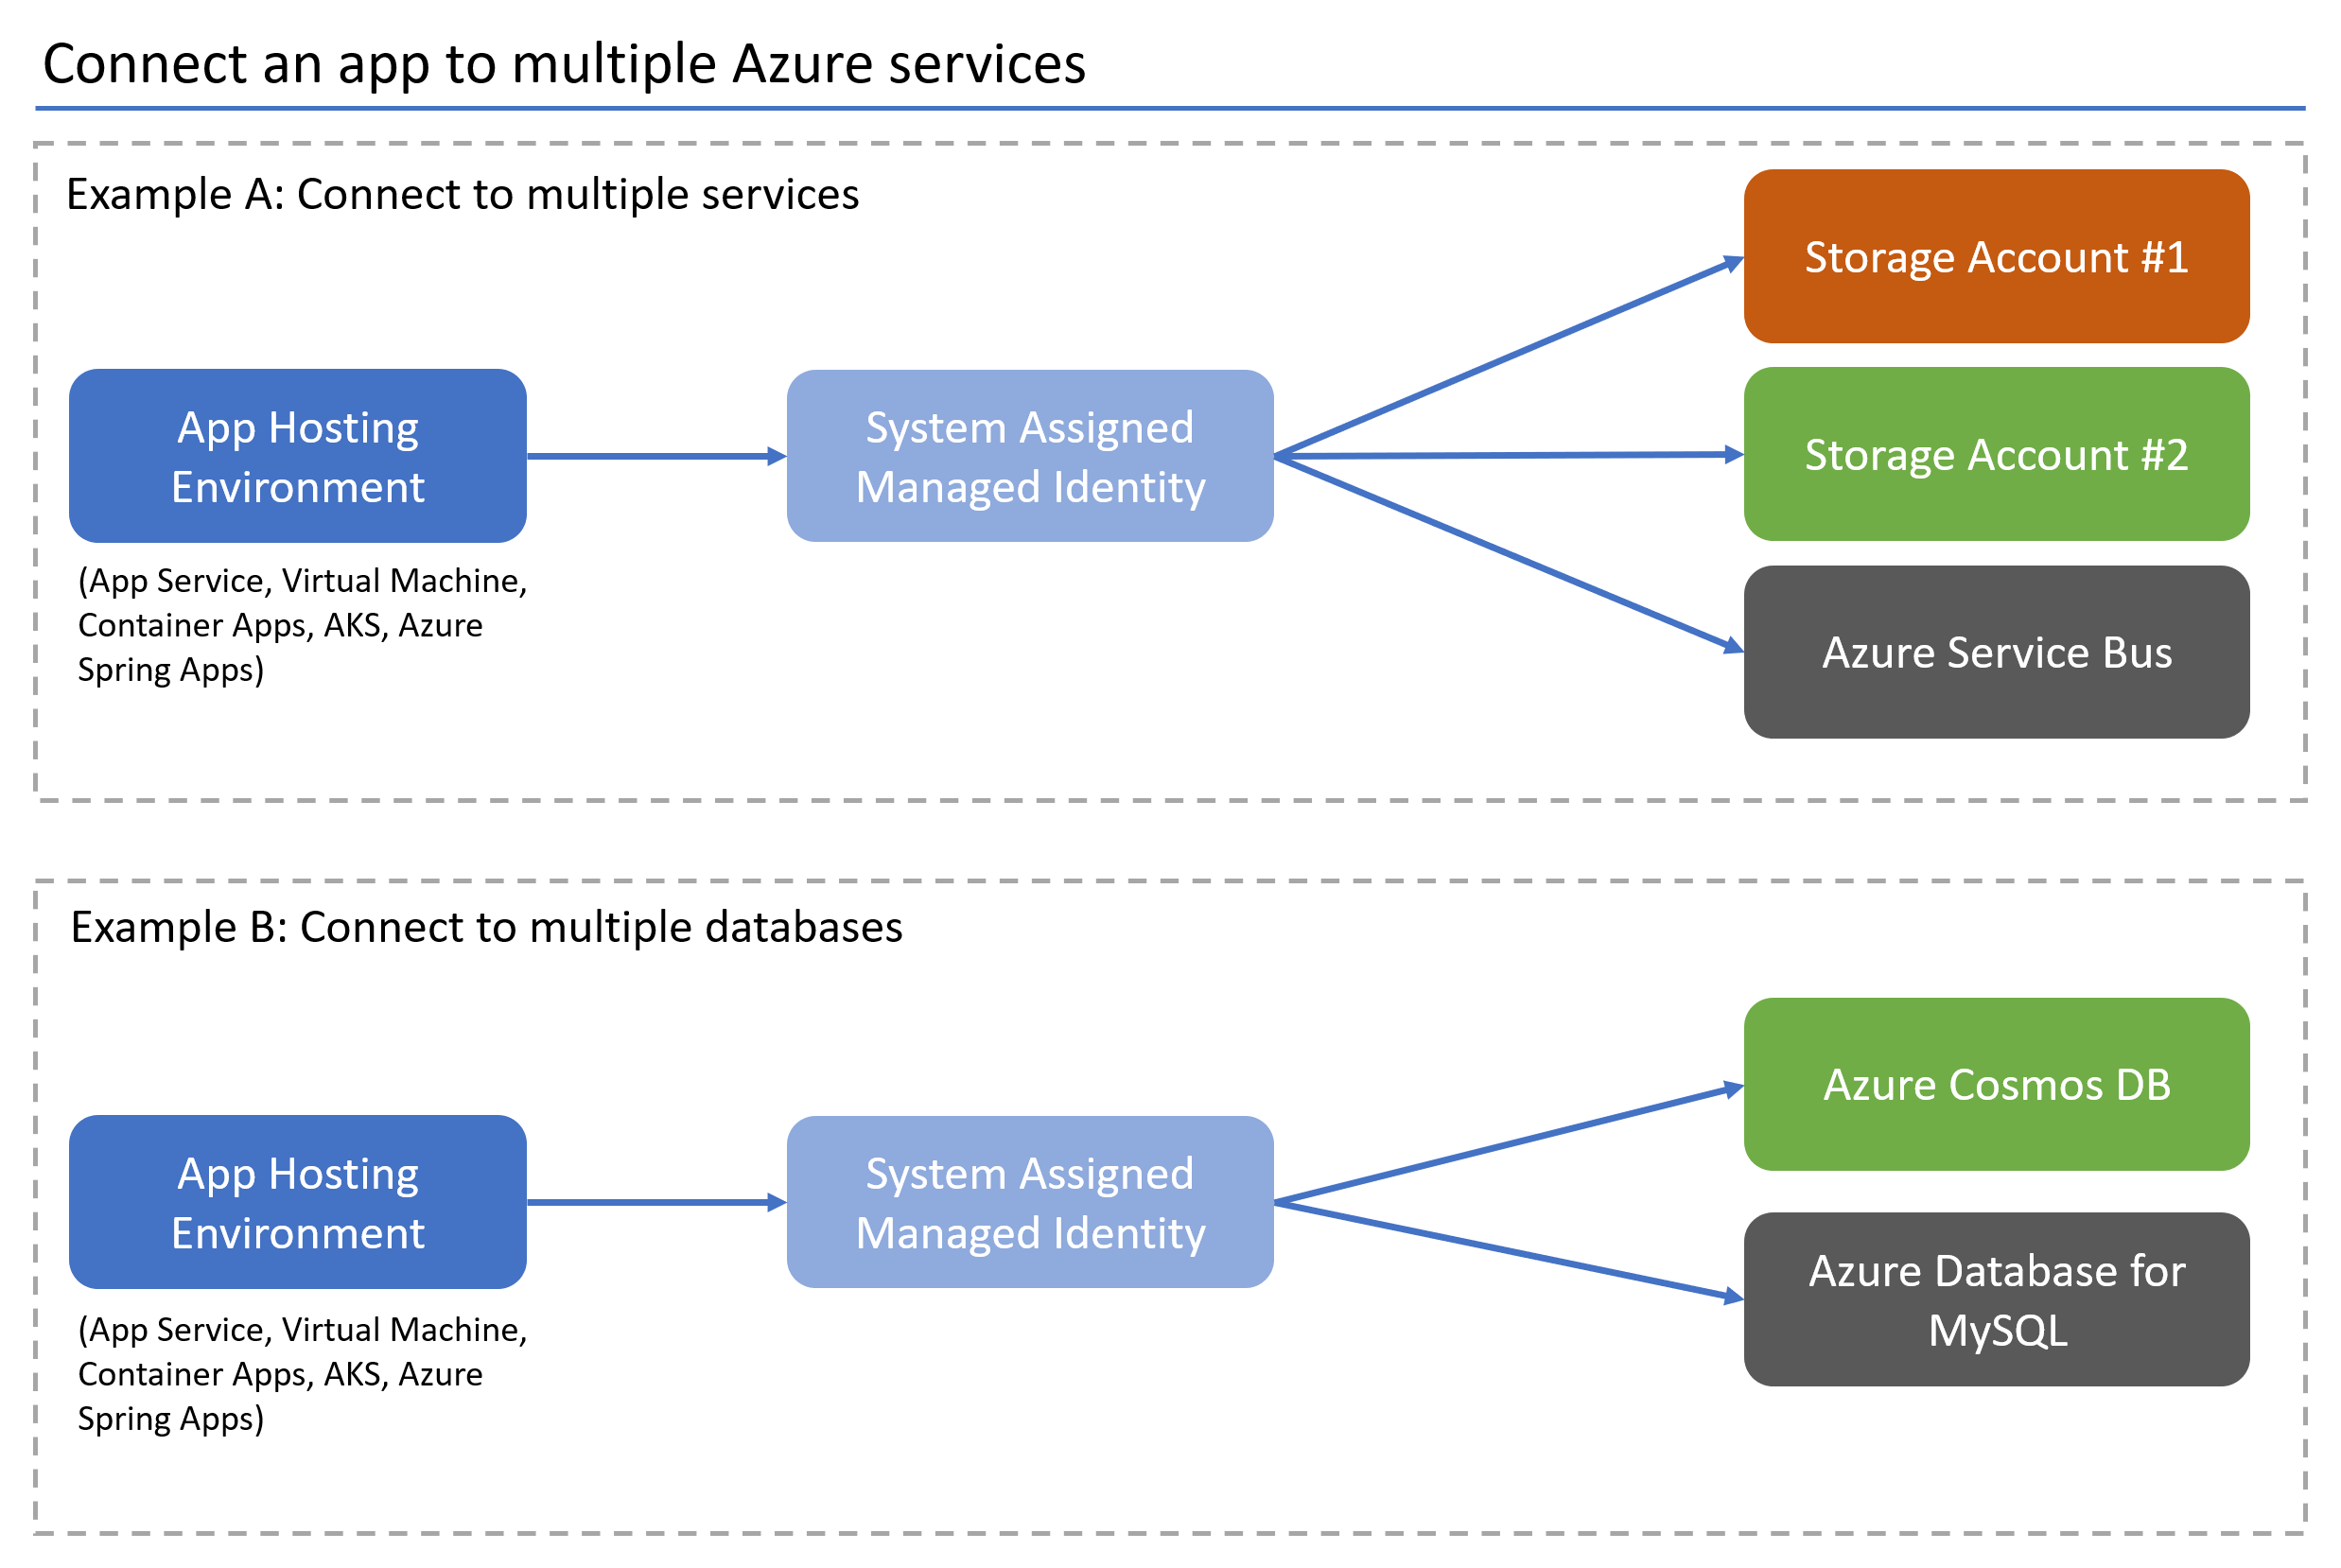 Connect an app to multiple Azure services
Example A: Connect to multiple services
App Hosting
Environment
(App Service, Virtual Machine,
Container Apps, AKS, Azure
Spring Apps)
System Assigned
Managed Identity
Storage Account #1
Storage Account #2
Azure Service Bus
Example B: Connect to multiple databases
App Hosting
Environment
(App Service, Virtual Machine,
Container Apps, AKS, Azure
Spring Apps)
System Assigned
Managed Identity
Azure Cosmos DB
Azure Database for
MySQL